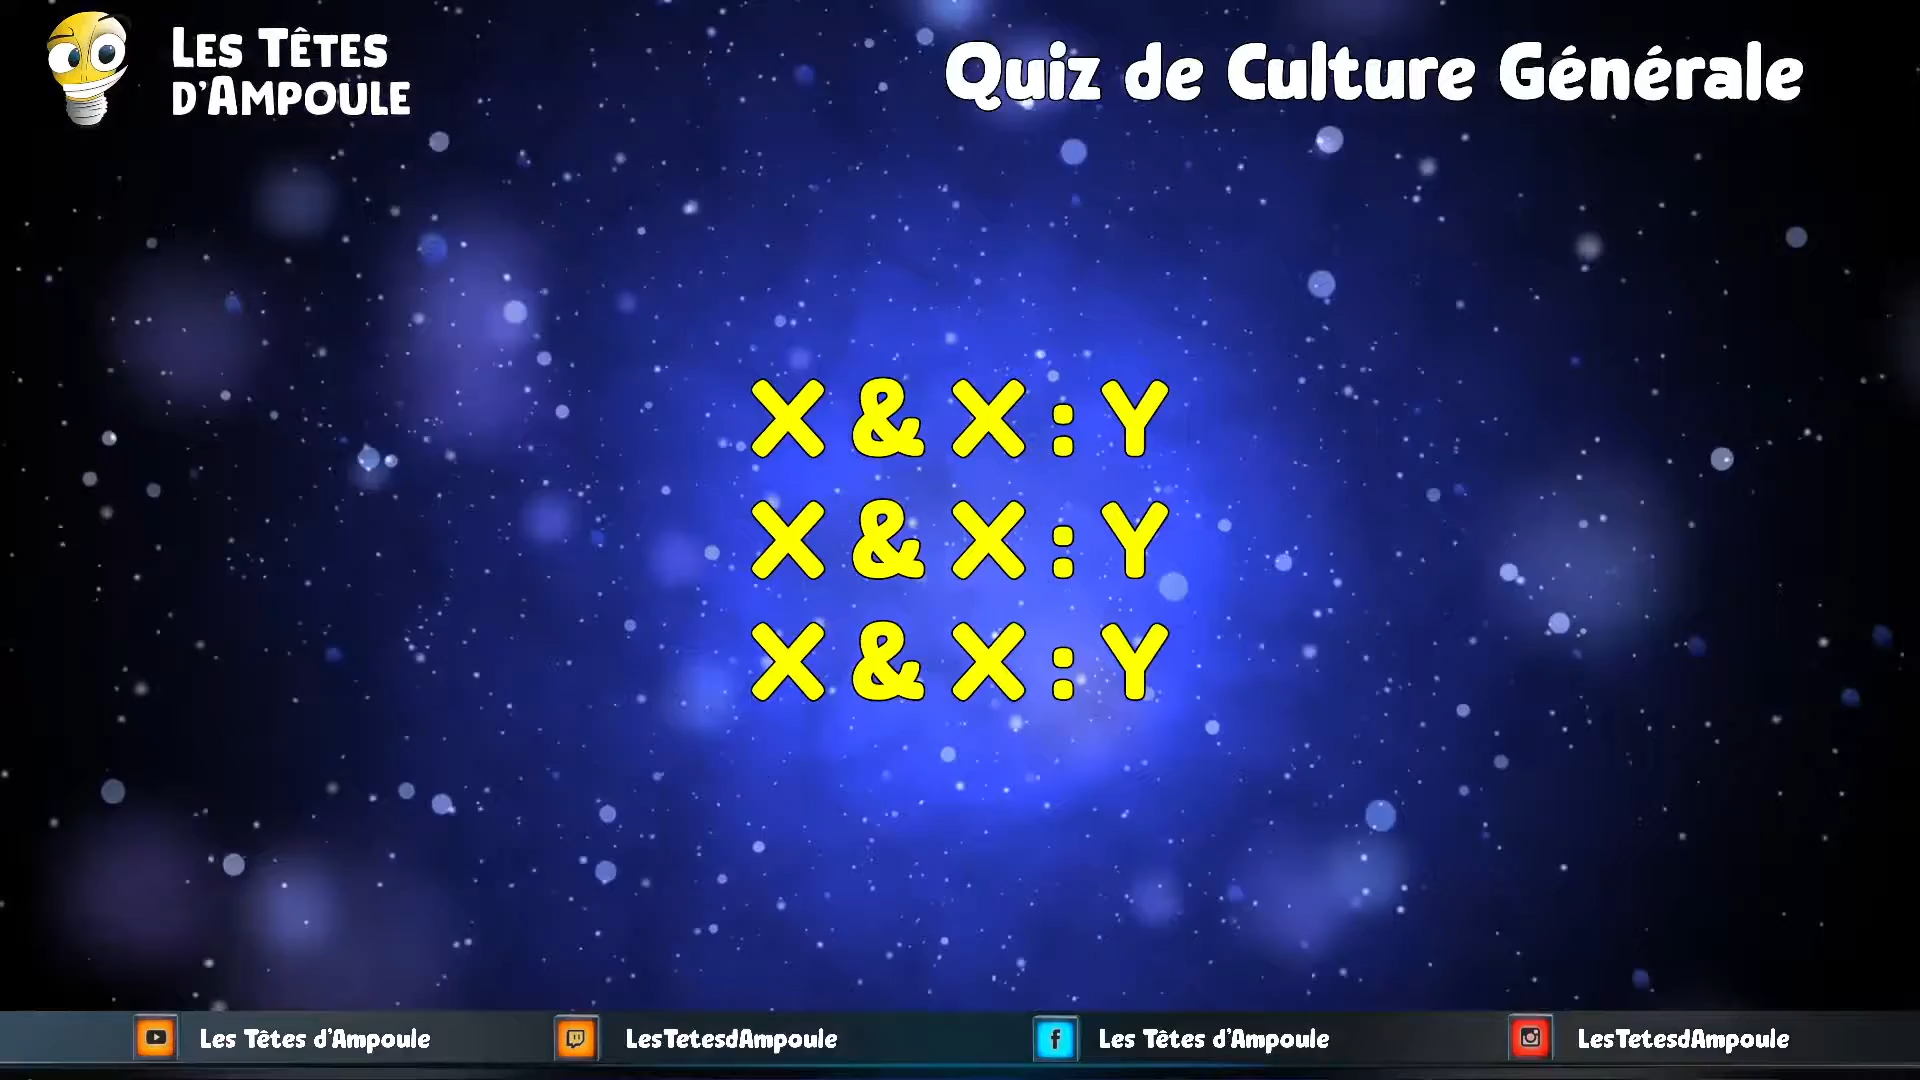 LES TÊTES
D'AMPOULE
Quiz de Culture Générale
X & X : Y
X & X : Y
X & X : Y
Les Têtes d'Ampoule
LesTetesdAmpoule
Les Têtes d'Ampoule
LesTetesdAmpoule